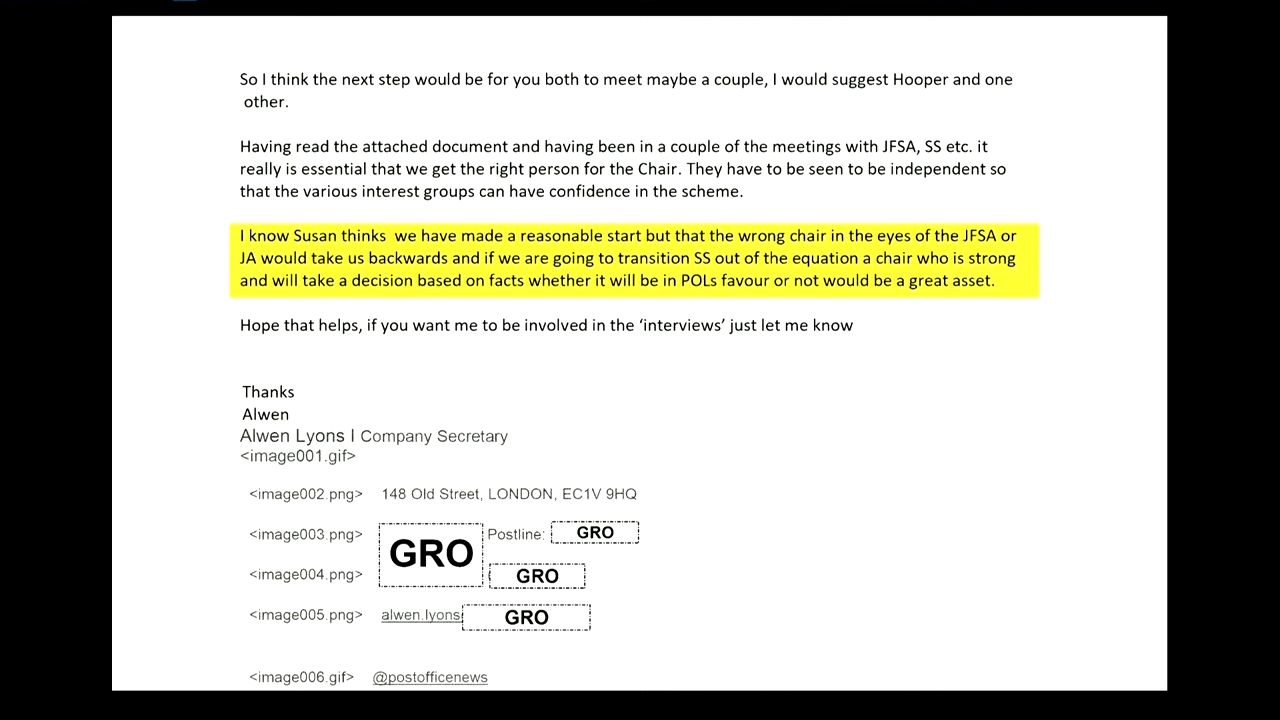 So I think the next step would be for you both to meet maybe a couple, I would suggest Hooper and one
other.
Having read the attached document and having been in a couple of the meetings with JFSA, SS etc. it
really is essential that we get the right person for the Chair. They have to be seen to be independent so
that the various interest groups can have confidence in the scheme.
I know Susan thinks  we have made a reasonable start but that the wrong chair in the eyes of the JFSA or
JA would take us backwards and if we are going to transition SS out of the equation a chair who is strong
and will take a decision based on facts whether it will be in POLs favour or not would be a great asset.
Hope that helps, if you want me to be involved in the ‘interviews’ just let me know
Thanks
Alwen
Alwen Lyons I Company Secretary
<image001.gif>
<image002.png> 148 Old Street, LONDON, EC1V 9HQ
<image003.png> GRO Postline: GRO
<image004.png> GRO
<image005.png> alwen.lyons GRO
<image006.gif> @postofficenews